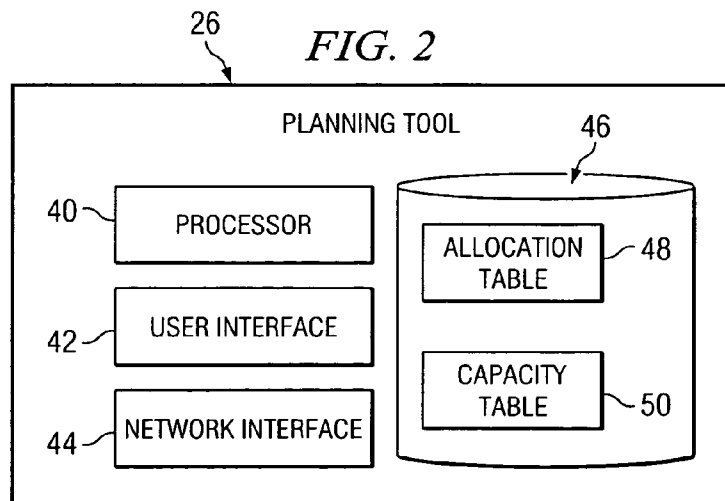 FIG. 2
26
PLANNING TOOL
46
40
PROCESSOR
ALLOCATION
TABLE
48
42
USER INTERFACE
CAPACITY
TABLE
50
44
NETWORK INTERFACE